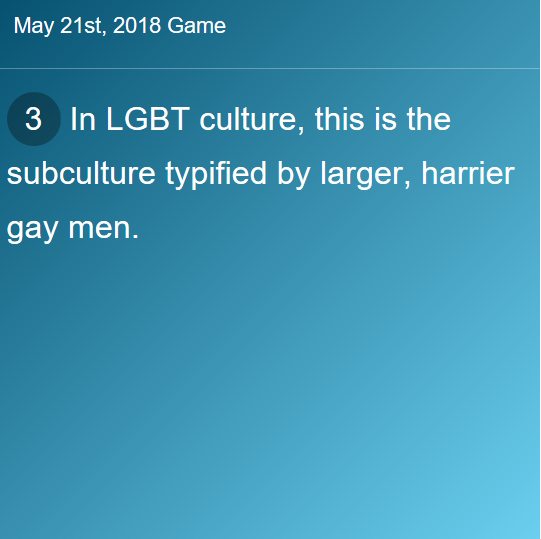 May 21st, 2018 Game
3 In LGBT culture, this is the
subculture typified by larger, harrier
gay men.